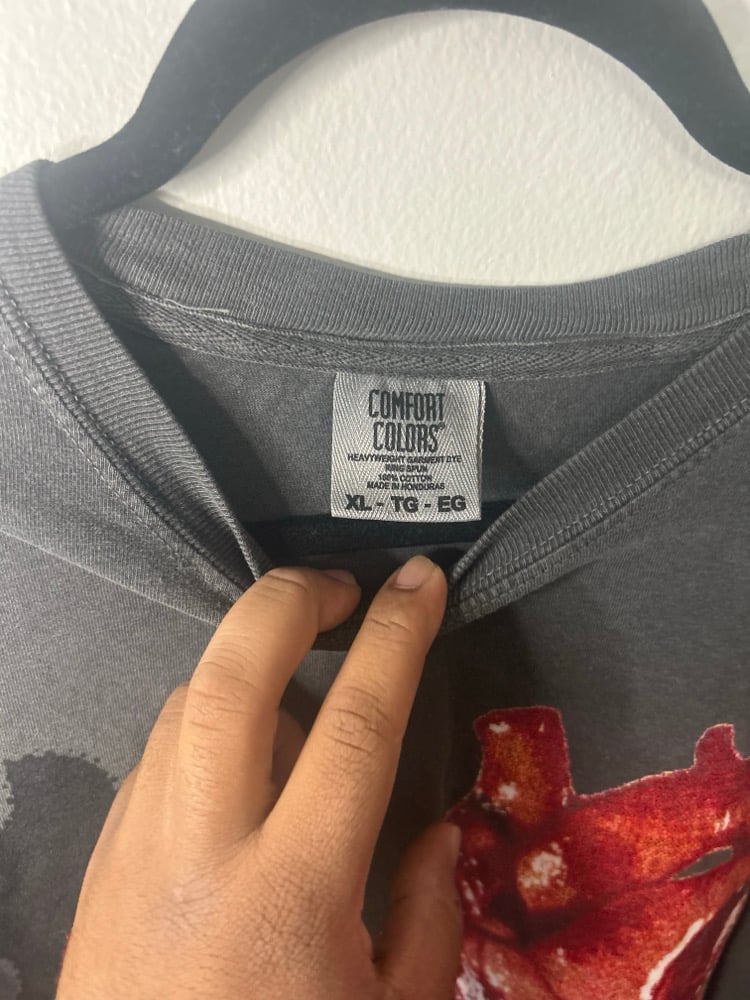 COMFORT
COLORS®
HEAVYWEIGHT GARMENT DYE
RING SPUN
100% COTTON
MADE IN HONDURAS
XL - TG - EG